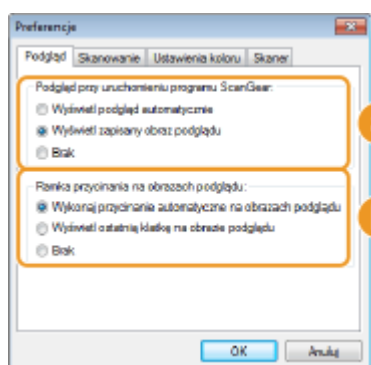 Preferencje
Podgląd Skanowanie Ustawienia koloru Skaner
Podgląd przy uruchomieniu programu ScanGear:
Wyświetl podgląd automatycznie
Wyświetl zapisany obraz podglądu
Brak
Ramka przycinania na obrazach podglądu:
Wykonaj przycinanie automatyczne na obrazach podglądu
Wyświetl ostatnią klatkę na obrazie podglądu
Brak
OK Anuluj